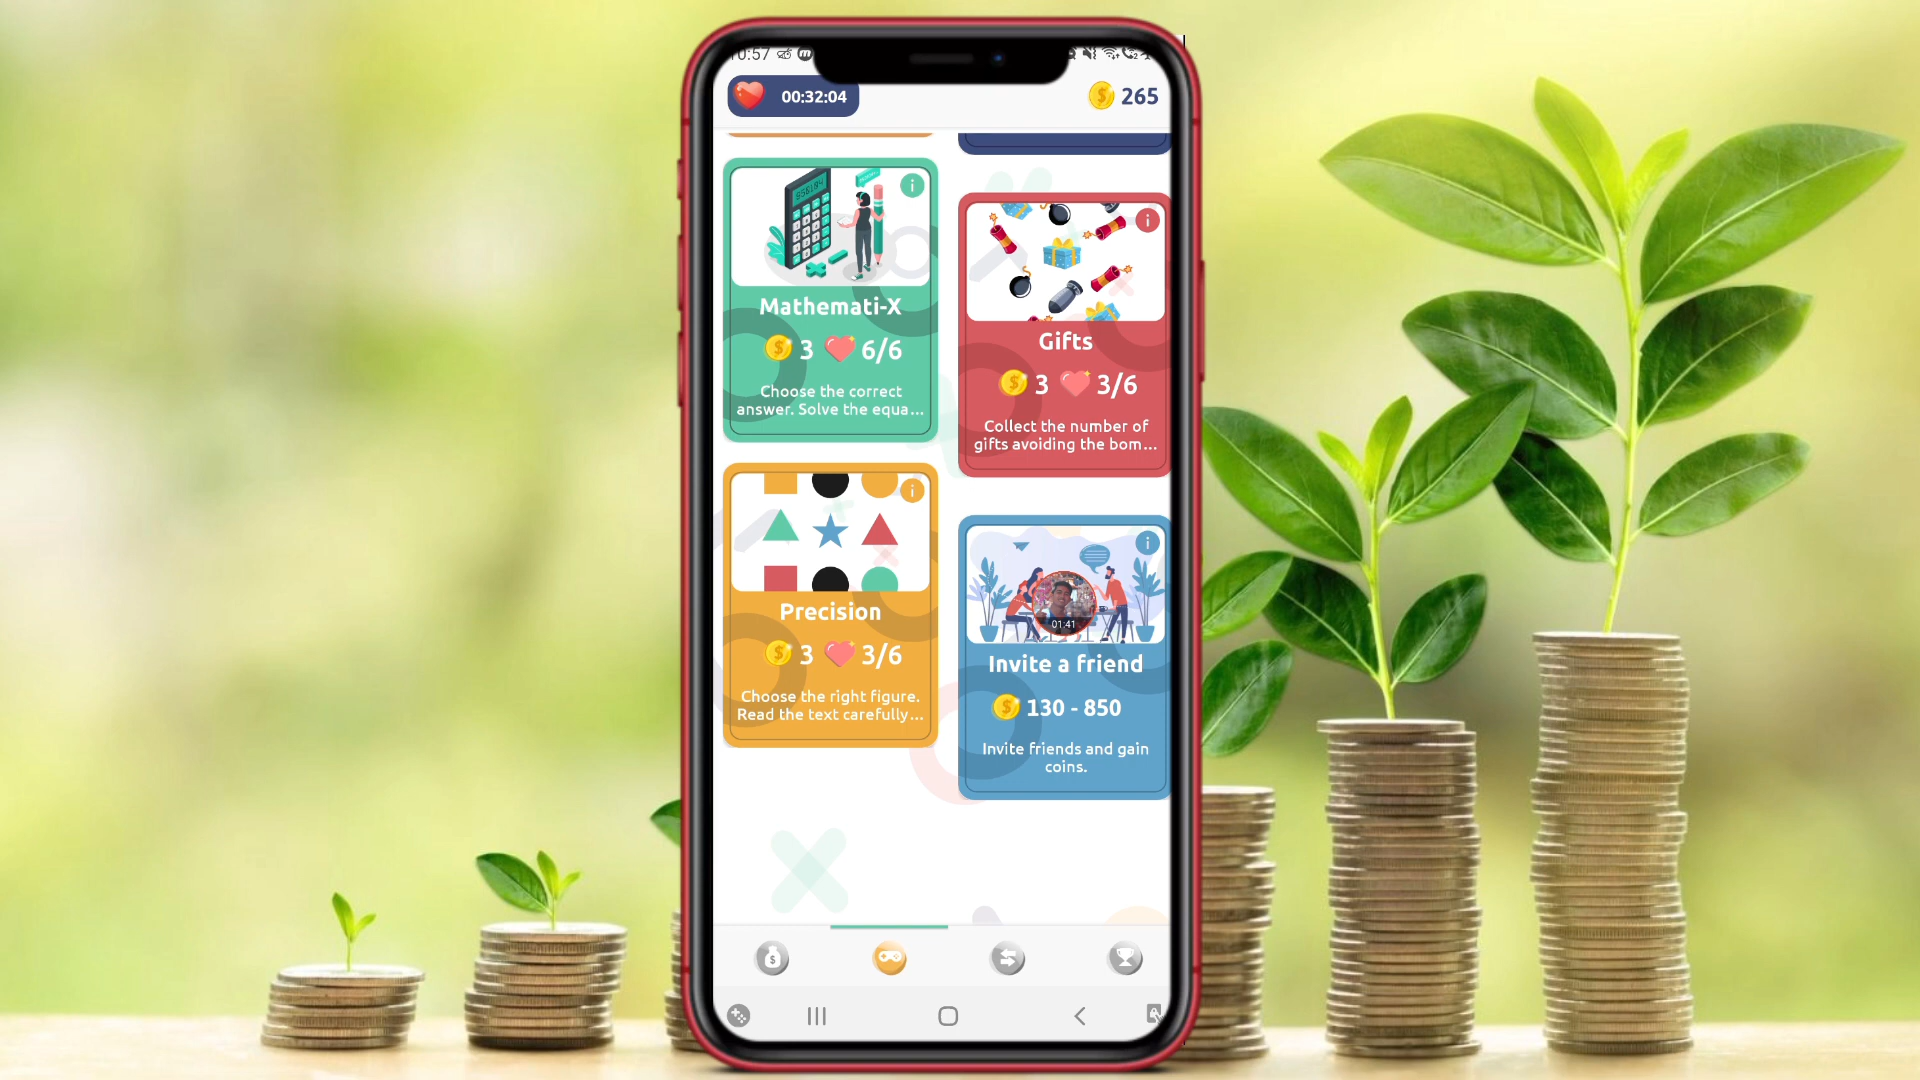 10:57
00:32:04
265
Mathemati-X
3 6/6
Choose the correct
answer. Solve the equa...
Gifts
3 3/6
Collect the number of
gifts avoiding the bom...
Precision
3 3/6
Choose the right figure.
Read the text carefully...
01:41
Invite a friend
130 - 850
Invite friends and gain
coins.